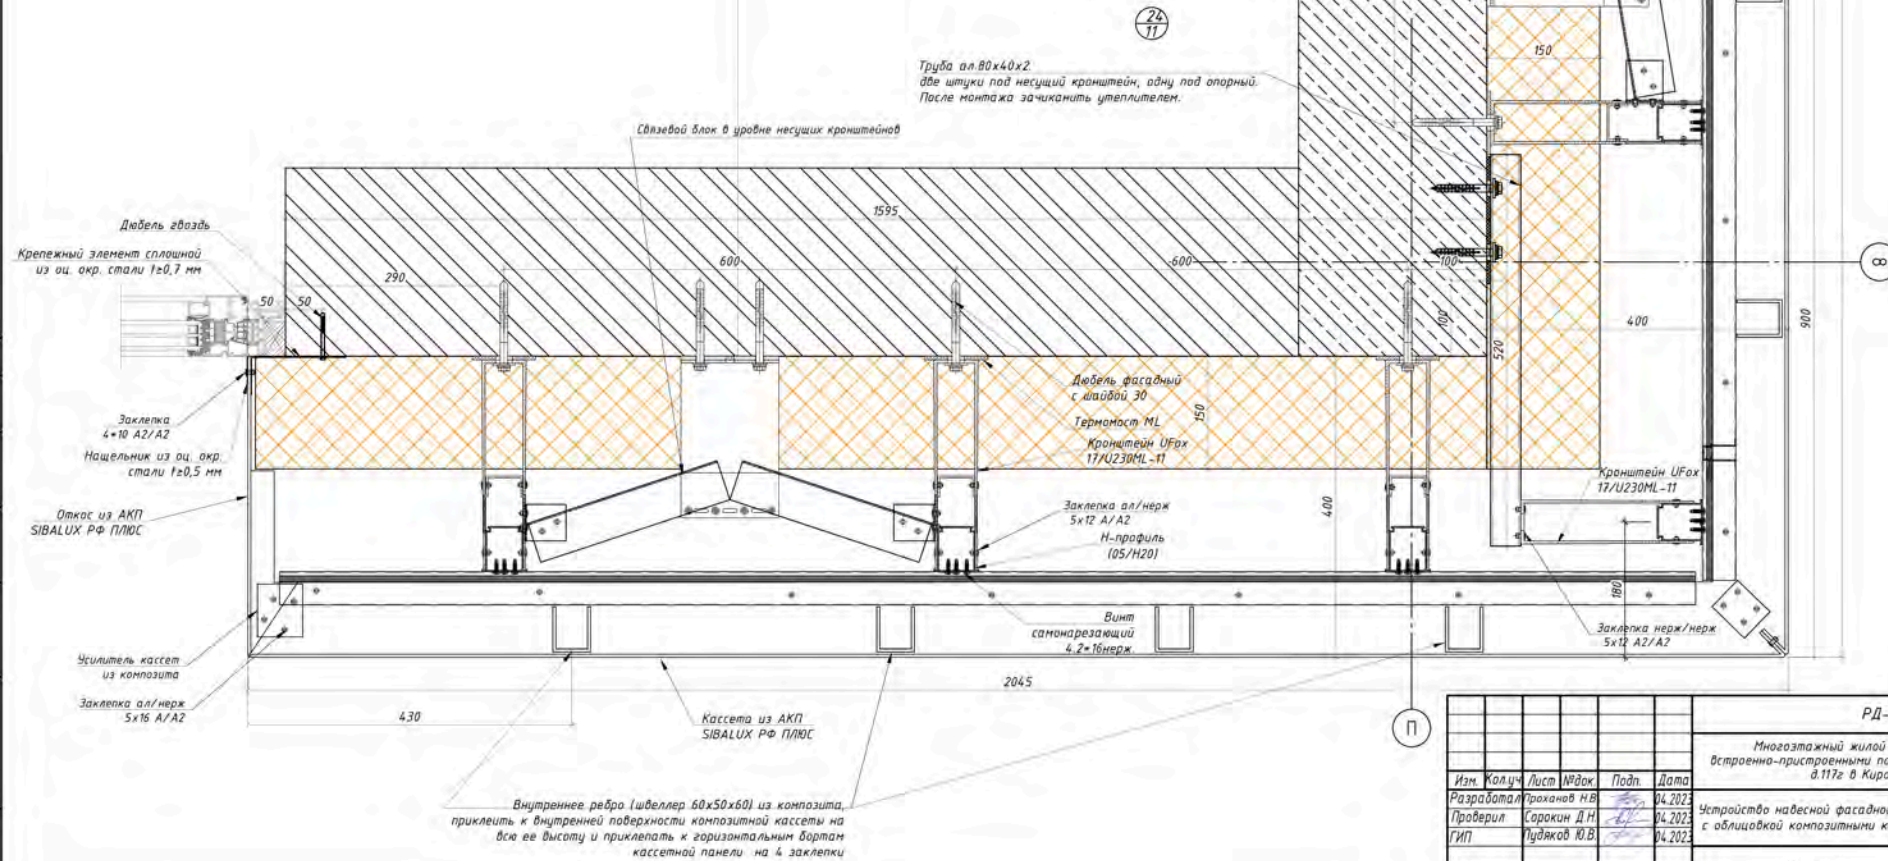 24
11
Труба ал.80х40х2.
две штуки под несущий кронштейн, одну под опорный.
После монтажа зачиканить утеплителем.
150
Связевой блок в уровне несущих кронштейнов
1595
Дюбель гвоздь
Крепежный элемент сплошной
из оц. окр. стали t≥0,7 мм
290
600
600
100
8
50
50
100
400
900
520
Заклепка
4*10 А2/А2
Нащельник из оц. окр.
стали t≥0,5 мм
Дюбель фасадный
с шайбой 30
150
Термомост ML
Кронштейн UFox
17/U230ML-11
Кронштейн UFox
17/U230ML-11
Откос из АКП
SIBALUX РФ ПЛЮС
400
Заклепка ал/нерж
5х12 А/А2
Н-профиль
(05/Н20)
180
Винт
самонарезающий
4.2*16нерж.
Заклепка нерж/нерж
5х12 А2/А2
Усилитель кассет
из композита
Заклепка ал/нерж
5х16 А/А2
2045
430
Кассета из АКП
SIBALUX РФ ПЛЮС
П
Внутреннее ребро (швеллер 60х50х60) из композита,
приклеить к внутренней поверхности композитной кассеты на
всю ее высоту и приклепать к горизонтальным бортам
кассетной панели на 4 заклепки
РД-
Многоэтажный жилой
встроенно-пристроенными по
д.117г в Киро
Изм. Кол.уч Лист №док. Подп. Дата
Разработал Проханов Н.В. 04.2023
Проверил Сорокин Д.Н. 04.2023
ГИП Пудяков Ю.В. 04.2023
Устройство навесной фасадно
с облицовкой композитными к